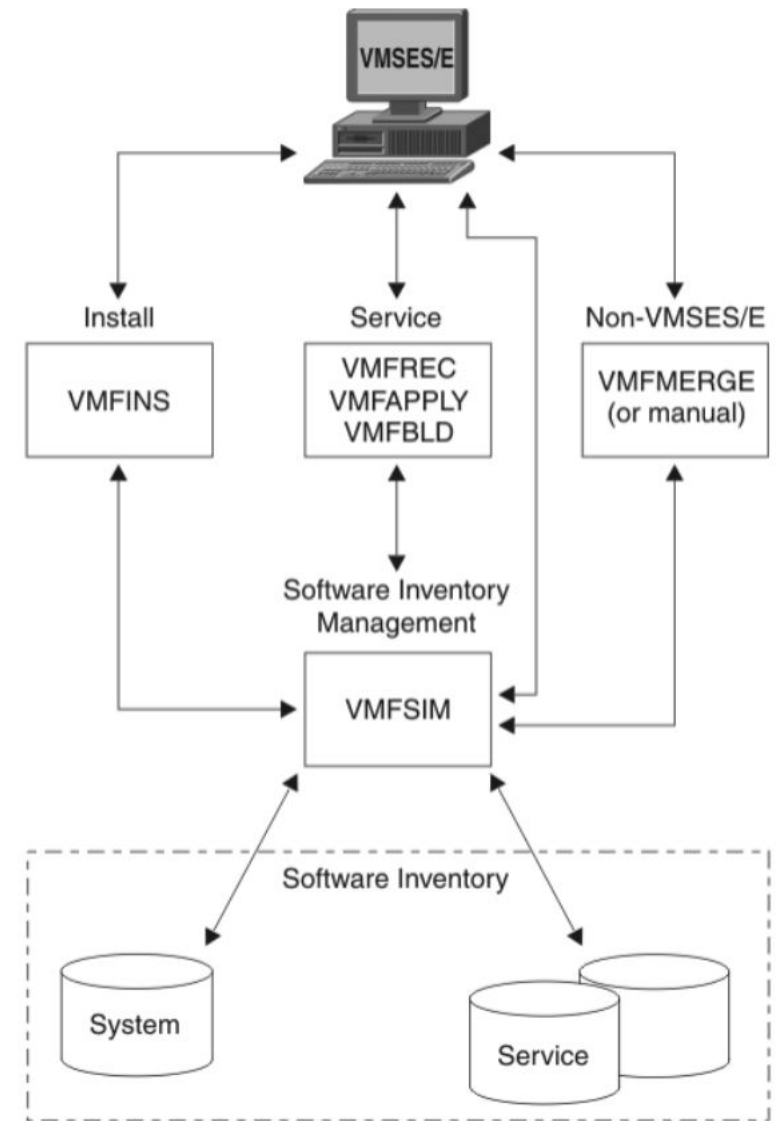 VMSES/E
Install
Service
Non-VMSES/E
VMFINS
VMFREC
VMFAPPLY
VMFBLD
VMFMERGE
(or manual)
Software Inventory
Management
VMFSIM
Software Inventory
System
Service